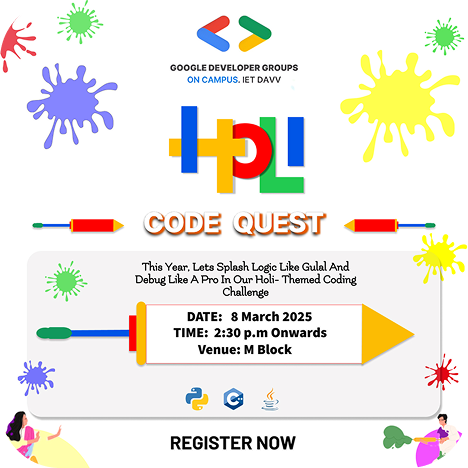 GOOGLE DEVELOPER GROUPS
ON CAMPUS. IET DAVV
HOLI
CODE QUEST
This Year, Lets Splash Logic Like Gulal And
Debug Like A Pro In Our Holi- Themed Coding
Challenge
DATE: 8 March 2025
TIME: 2:30 p.m Onwards
Venue: M Block
C++
REGISTER NOW